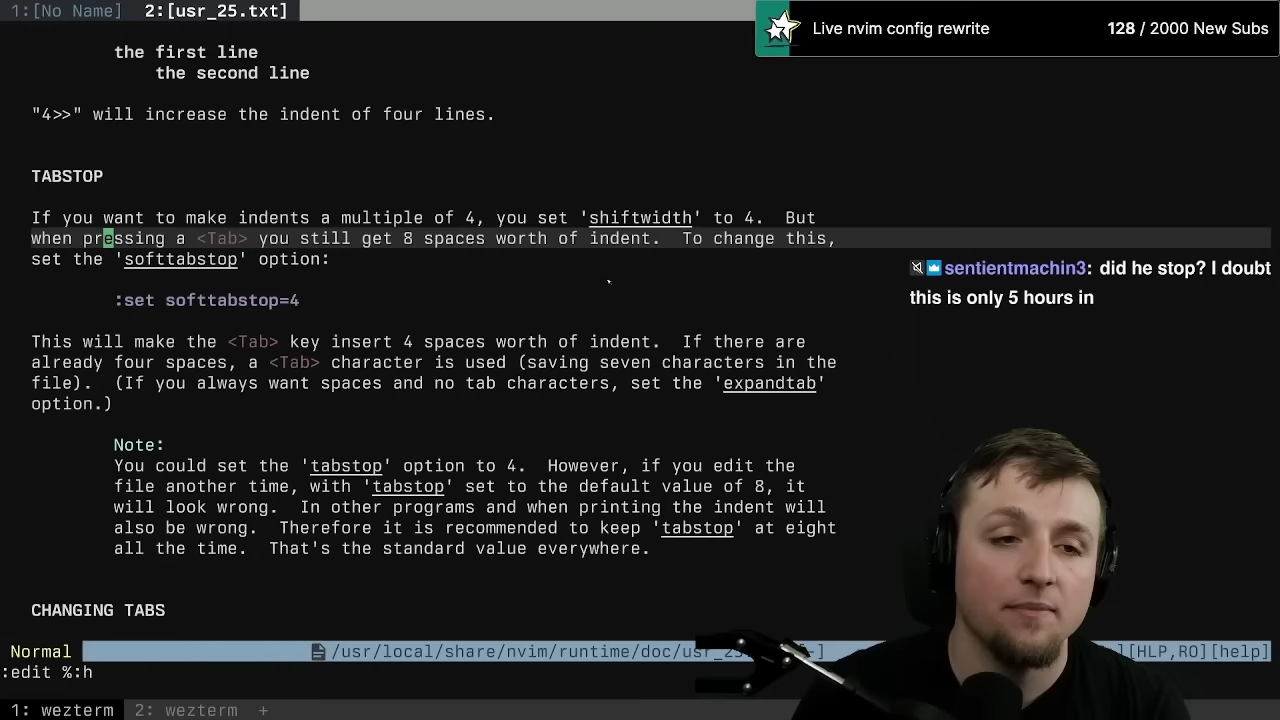 1:[No Name] 2:[usr_25.txt]
Live nvim config rewrite 128 / 2000 New Subs
the first line
the second line
"4>>" will increase the indent of four lines.
TABSTOP
If you want to make indents a multiple of 4, you set 'shiftwidth' to 4.  But
when pressing a <Tab> you still get 8 spaces worth of indent.  To change this,
set the 'softtabstop' option:
sentientmachin3: did he stop? I doubt
this is only 5 hours in
:set softtabstop=4
This will make the <Tab> key insert 4 spaces worth of indent.  If there are
already four spaces, a <Tab> character is used (saving seven characters in the
file).  (If you always want spaces and no tab characters, set the 'expandtab'
option.)
Note:
You could set the 'tabstop' option to 4.  However, if you edit the
file another time, with 'tabstop' set to the default value of 8, it
will look wrong.  In other programs and when printing the indent will
also be wrong.  Therefore it is recommended to keep 'tabstop' at eight
all the time.  That's the standard value everywhere.
CHANGING TABS
Normal /usr/local/share/nvim/runtime/doc/usr_2 -] ][HLP,RO][help]
:edit %:h
1: wezterm 2: wezterm +